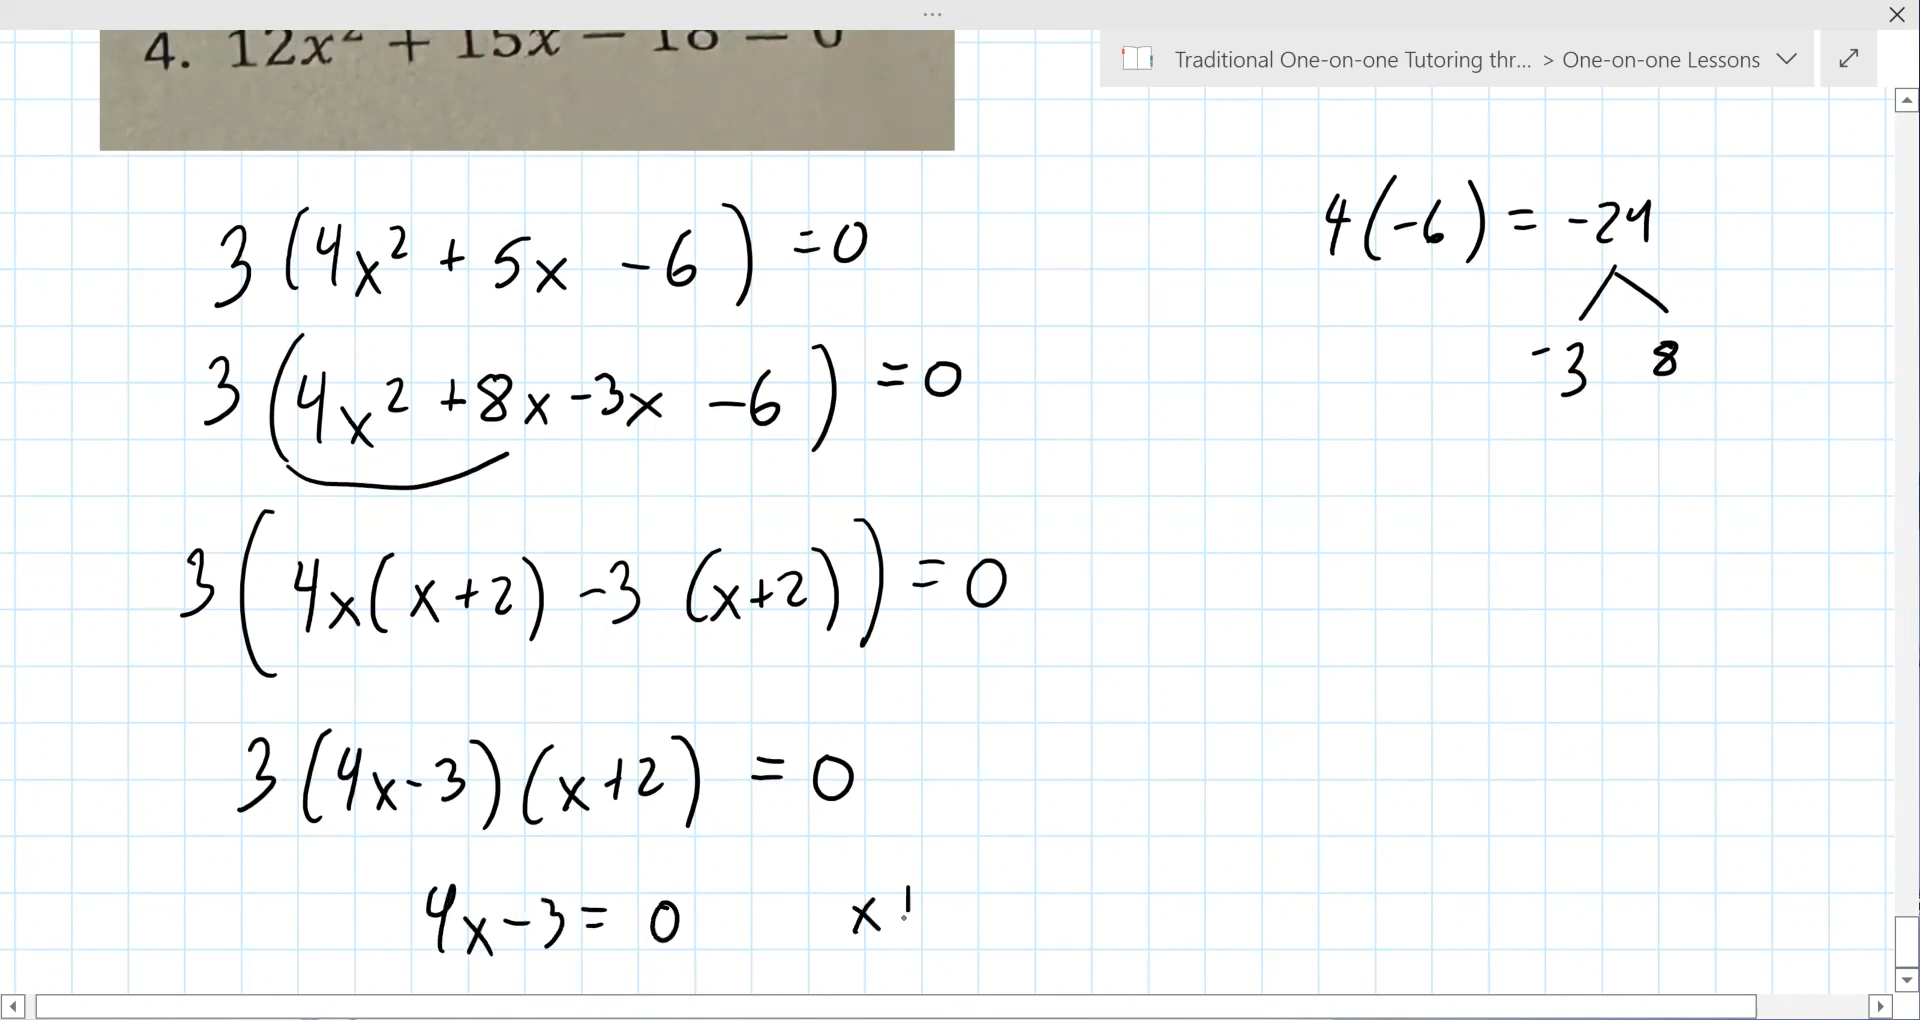 4. 12x² + 15x − 18 = 0
Traditional One-on-one Tutoring thr... > One-on-one Lessons
3(4x² + 5x − 6) = 0
4(−6) = −24
−3 8
3(4x² + 8x − 3x − 6) = 0
3(4x(x+2) − 3(x+2)) = 0
3(4x−3)(x+2) = 0
4x−3 = 0 x